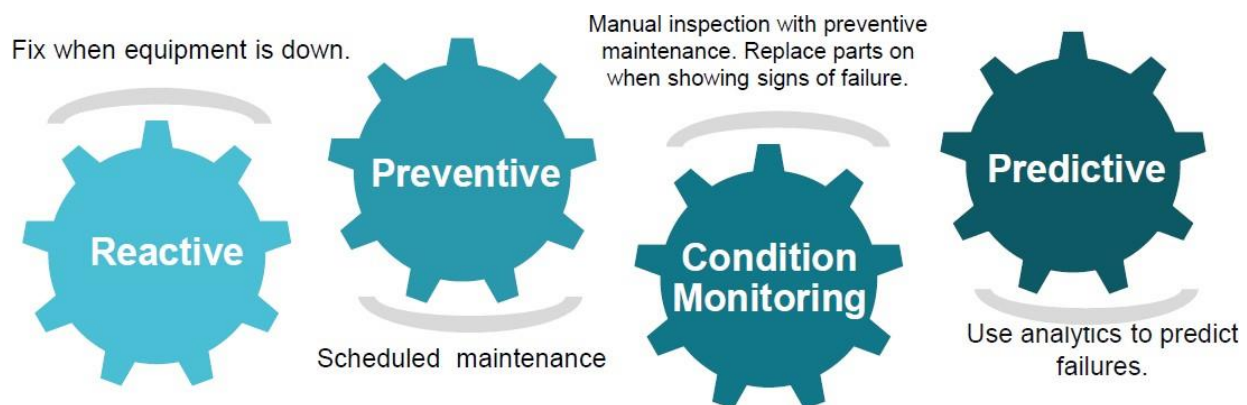 Fix when equipment is down.
Reactive
Preventive
Scheduled maintenance
Manual inspection with preventive
maintenance. Replace parts on
when showing signs of failure.
Condition
Monitoring
Predictive
Use analytics to predict
failures.